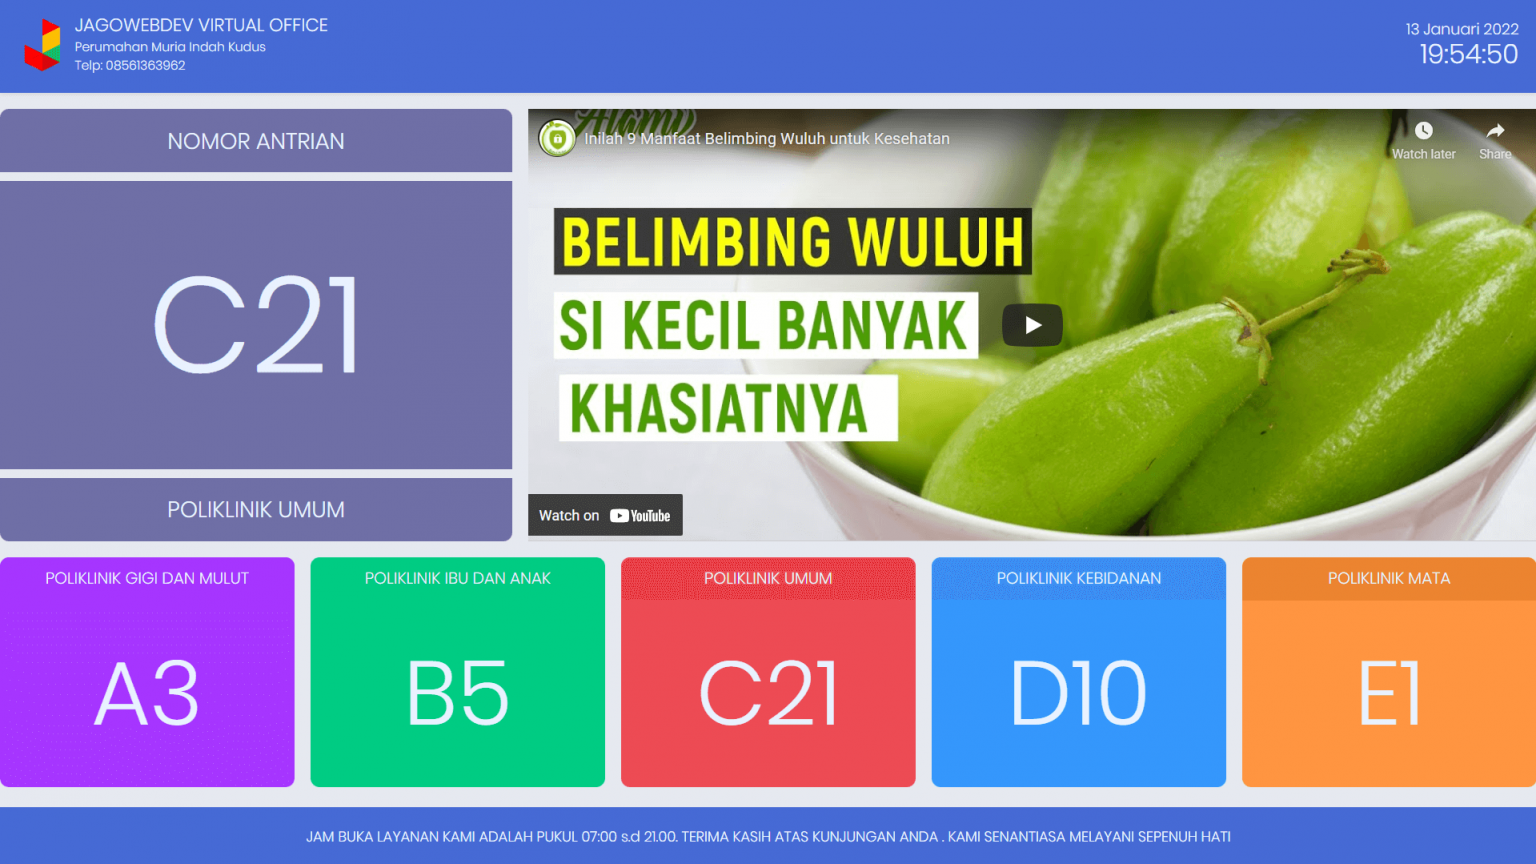 JAGOWEBDEV VIRTUAL OFFICE
Perumahan Muria Indah Kudus
Telp: 08561363962
13 Januari 2022
19:54:50
NOMOR ANTRIAN
C21
POLIKLINIK UMUM
Inilah 9 Manfaat Belimbing Wuluh untuk Kesehatan
Watch later
Share
BELIMBING WULUH
SI KECIL BANYAK
KHASIATNYA
Watch on YouTube
POLIKLINIK GIGI DAN MULUT
A3
POLIKLINIK IBU DAN ANAK
B5
POLIKLINIK UMUM
C21
POLIKLINIK KEBIDANAN
D10
POLIKLINIK MATA
E1
JAM BUKA LAYANAN KAMI ADALAH PUKUL 07:00 s.d 21.00. TERIMA KASIH ATAS KUNJUNGAN ANDA . KAMI SENANTIASA MELAYANI SEPENUH HATI